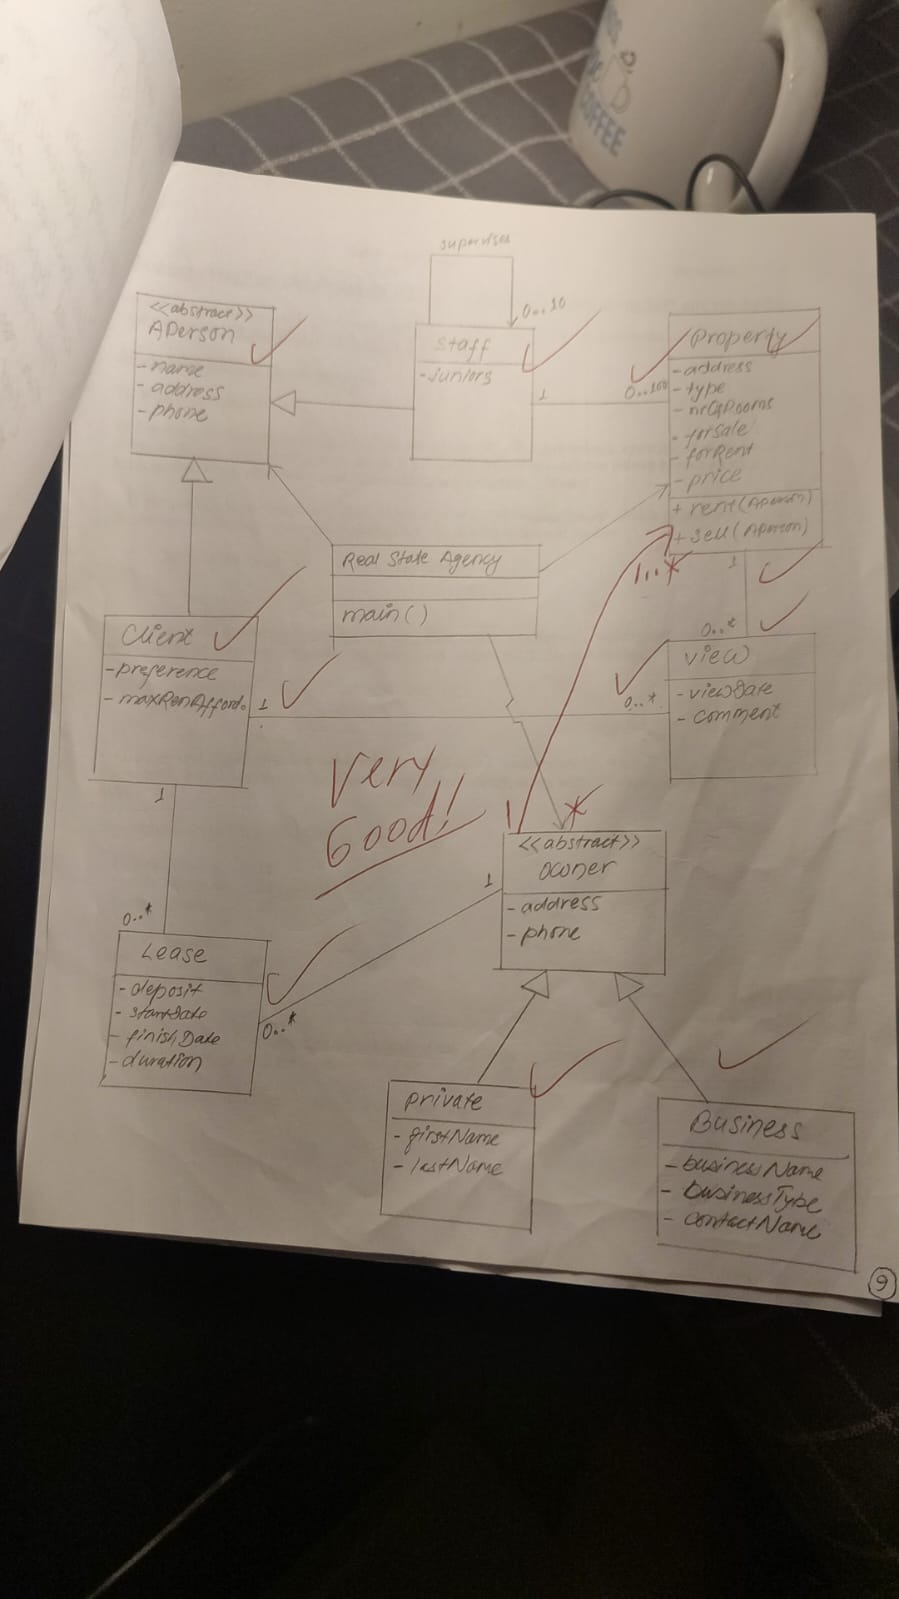 COFFEE
supervises
0..10
<<abstract>>
APerson
-name
-address
-phone
Staff
-juniors
1
0..100
Property
-address
-type
-nrOfRooms
-forSale
-forRent
-price
+rent(APerson)
+sell(APerson)
1..*
1
Real State Agency
main()
Client
-preference
-maxRenAfford.
1
0..*
0..*
View
-viewDate
-comment
1
Very
Good!
1
*
<<abstract>>
Owner
-address
-phone
1
0..*
Lease
-deposit
-startDate
-finishDate
-duration
0..*
Private
-firstName
-lastName
Business
-businessName
-businessType
-contactName
9